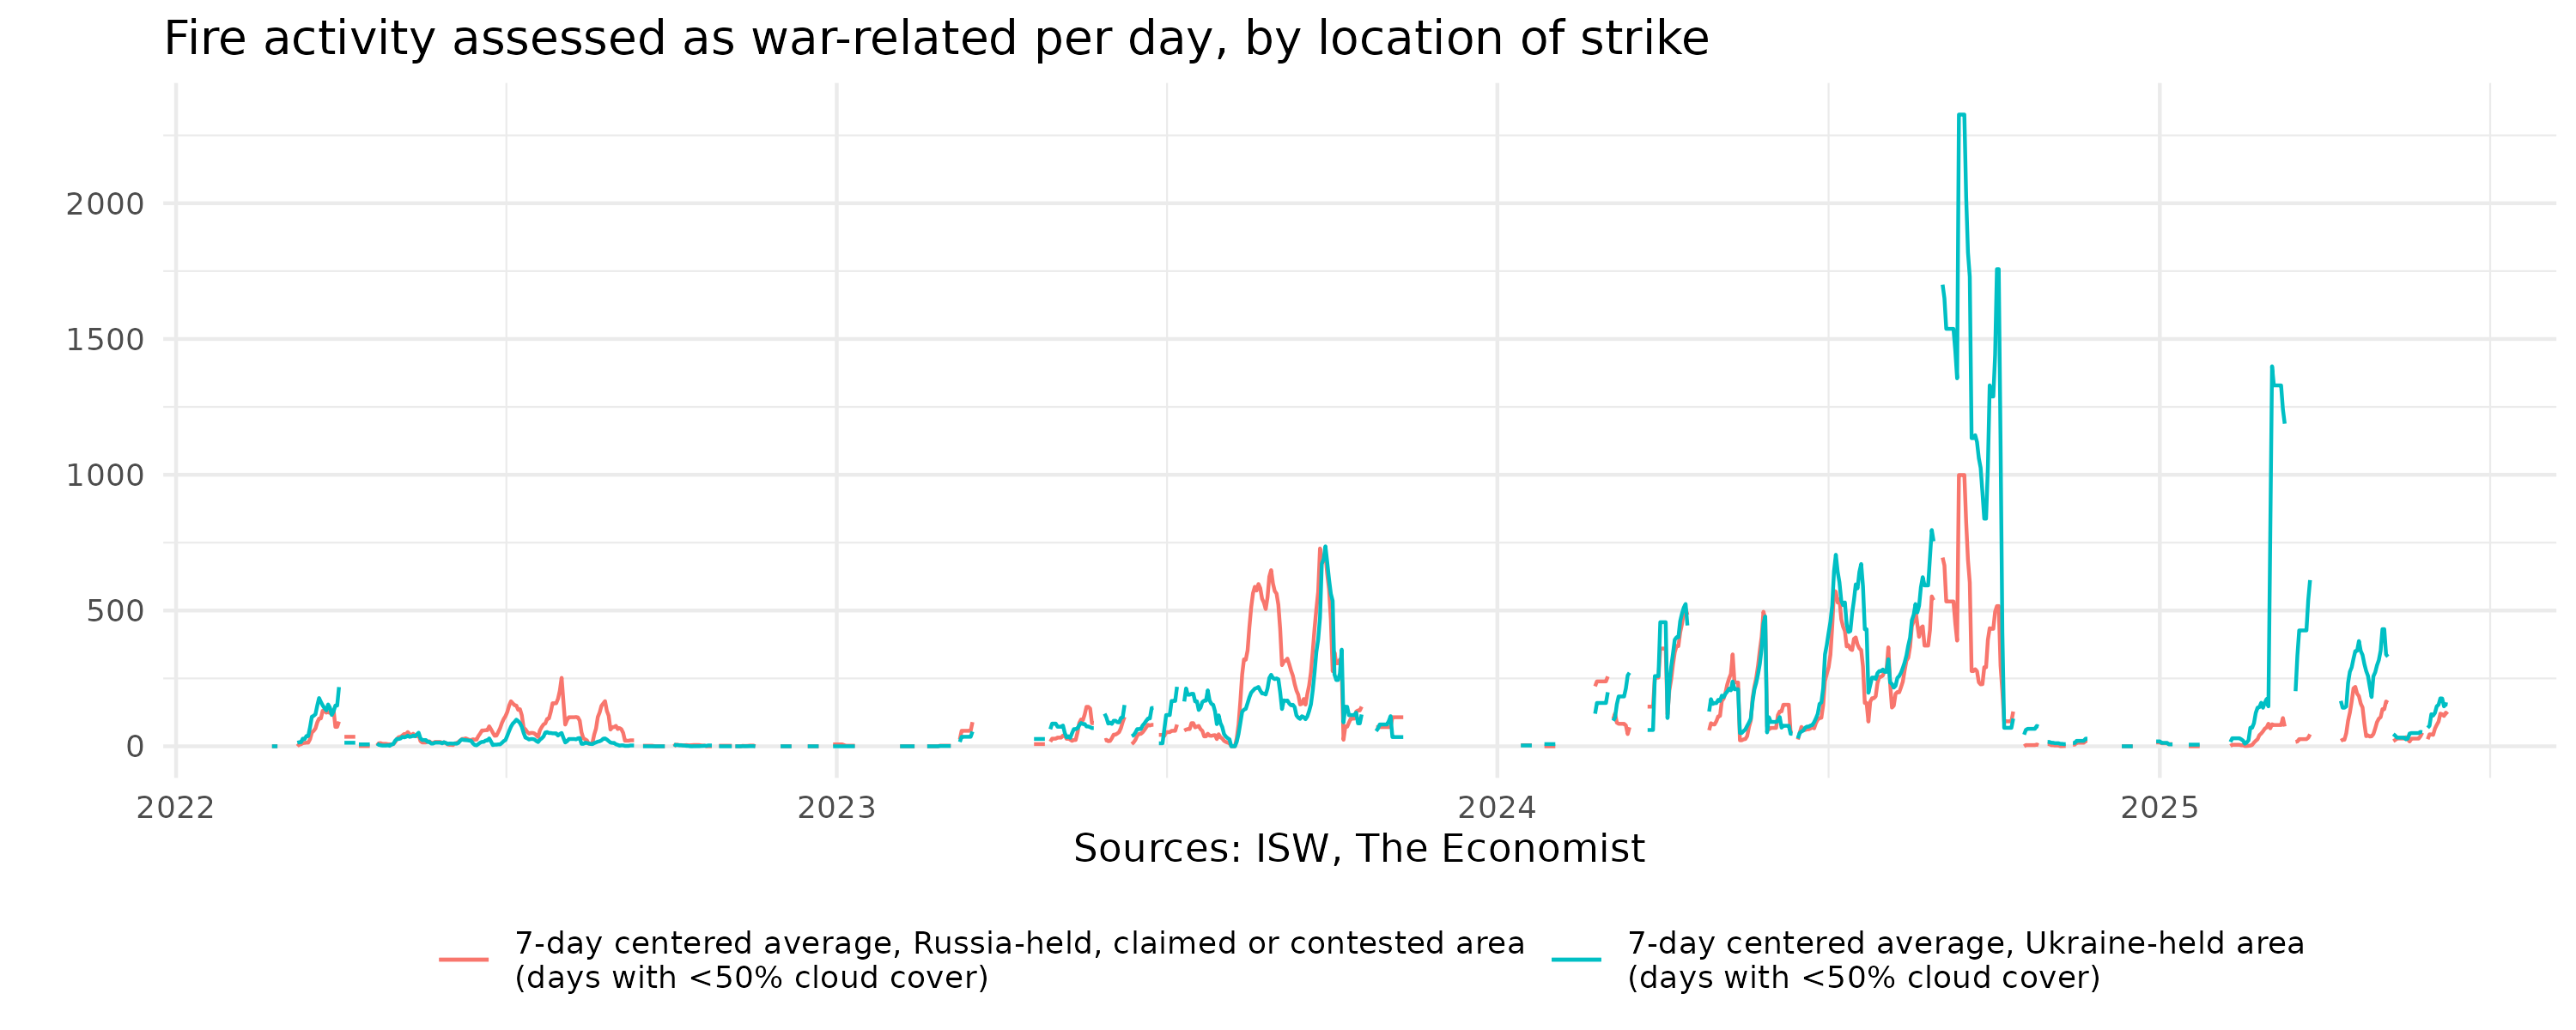 Fire activity assessed as war-related per day, by location of strike
2000
1500
1000
500
0
2022
2023
2024
2025
Sources: ISW, The Economist
7-day centered average, Russia-held, claimed or contested area
(days with <50% cloud cover)
7-day centered average, Ukraine-held area
(days with <50% cloud cover)